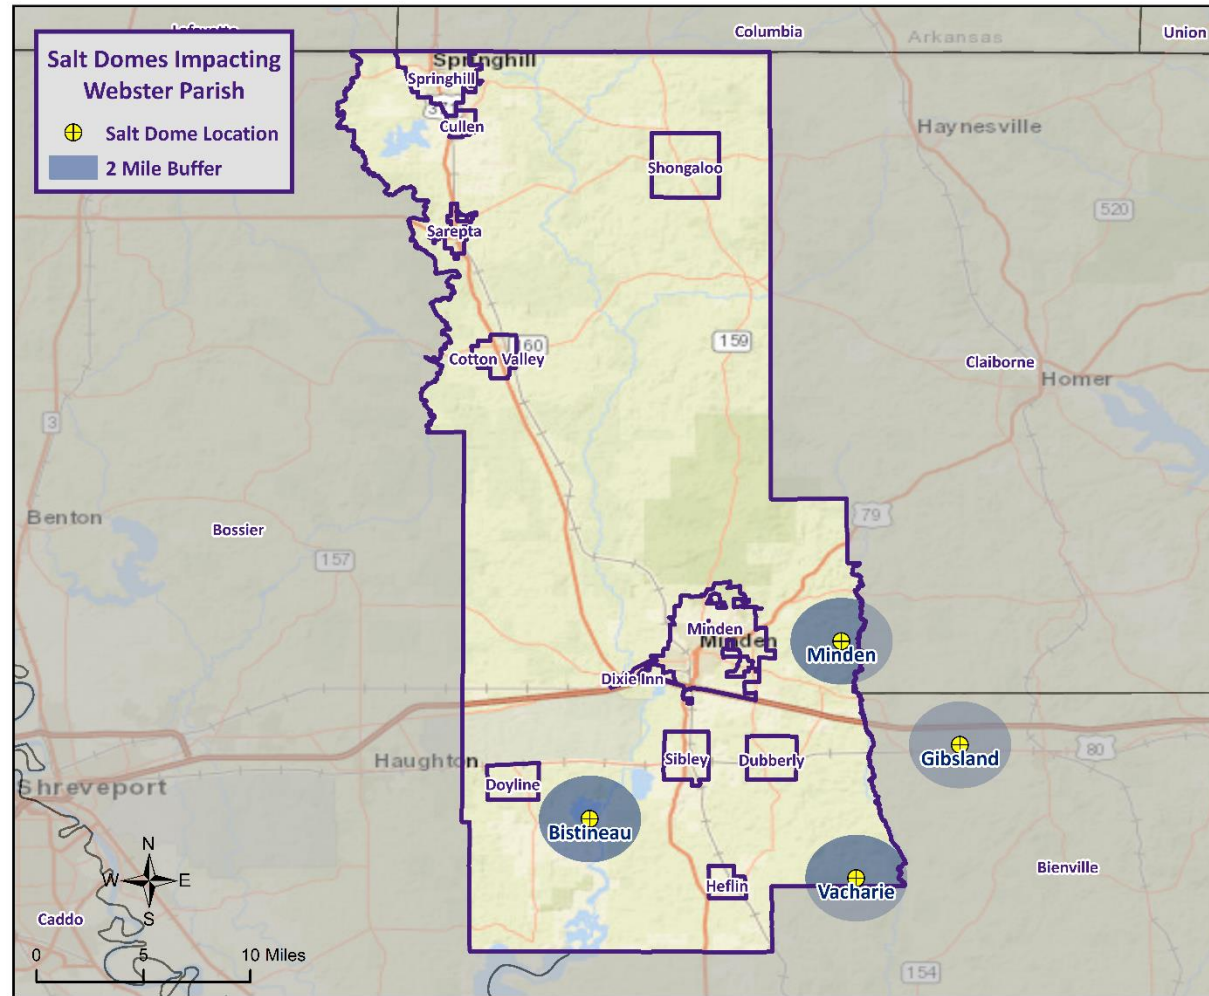 Lafayette
Columbia
Arkansas
Union
Salt Domes Impacting
Webster Parish
Salt Dome Location
2 Mile Buffer
Springhill
Springhill
Cullen
Haynesville
Shongaloo
520
Sarepta
159
160
Cotton Valley
Claiborne
Homer
3
Benton
79
Bossier
157
Minden
Minden
Minden
Dixie Inn
Haughton
Sibley
Dubberly
Gibsland
80
Shreveport
Doyline
Bistineau
N
W
E
S
Heflin
Vacharie
Bienville
Caddo
0
5
10 Miles
154